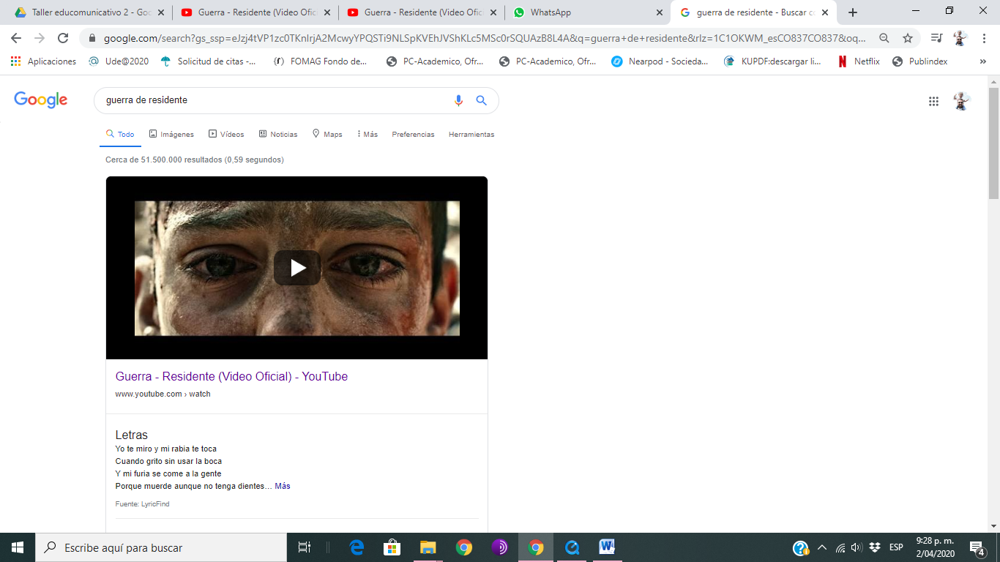 Taller educomunicativo 2 - Goo
Guerra - Residente (Video Ofic
Guerra - Residente (Video Ofic
WhatsApp
guerra de residente - Buscar co
google.com/search?gs_ssp=eJzj4tVP1zc0TKnIrjA2McwyYPQSTi9NLSpKVEhJVShKLc5MSc0rSQUAzB8L4A&q=guerra+de+residente&rlz=1C1OKWM_esCO837CO837&oq...
Aplicaciones
Ude@2020
Solicitud de citas -...
FOMAG Fondo de...
PC-Academico, Ofr...
PC-Academico, Ofr...
Nearpod - Socieda...
KUPDF:descargar li...
Netflix
Publindex
»
Google
guerra de residente
Todo
Imágenes
Vídeos
Noticias
Maps
Más
Preferencias
Herramientas
Cerca de 51.500.000 resultados (0,59 segundos)
Guerra - Residente (Video Oficial) - YouTube
www.youtube.com › watch
Letras
Yo te miro y mi rabia te toca
Cuando grito sin usar la boca
Y mi furia se come a la gente
Porque muerde aunque no tenga dientes… Más
Fuente: LyricFind
Escribe aquí para buscar
ESP
9:28 p. m.
2/04/2020
4